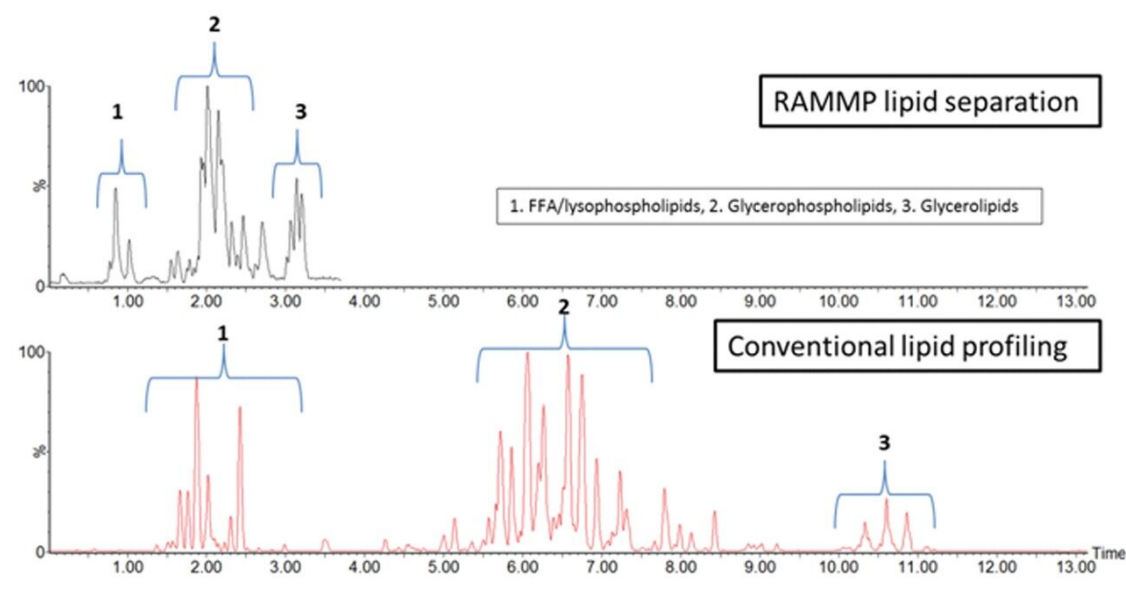 2
100
1
3
RAMMP lipid separation
%
1. FFA/lysophospholipids, 2. Glycerophospholipids, 3. Glycerolipids
0
1.00 2.00 3.00 4.00 5.00 6.00 7.00 8.00 9.00 10.00 11.00 12.00 13.00
1
2
Conventional lipid profiling
100
%
3
0
Time
1.00 2.00 3.00 4.00 5.00 6.00 7.00 8.00 9.00 10.00 11.00 12.00 13.00